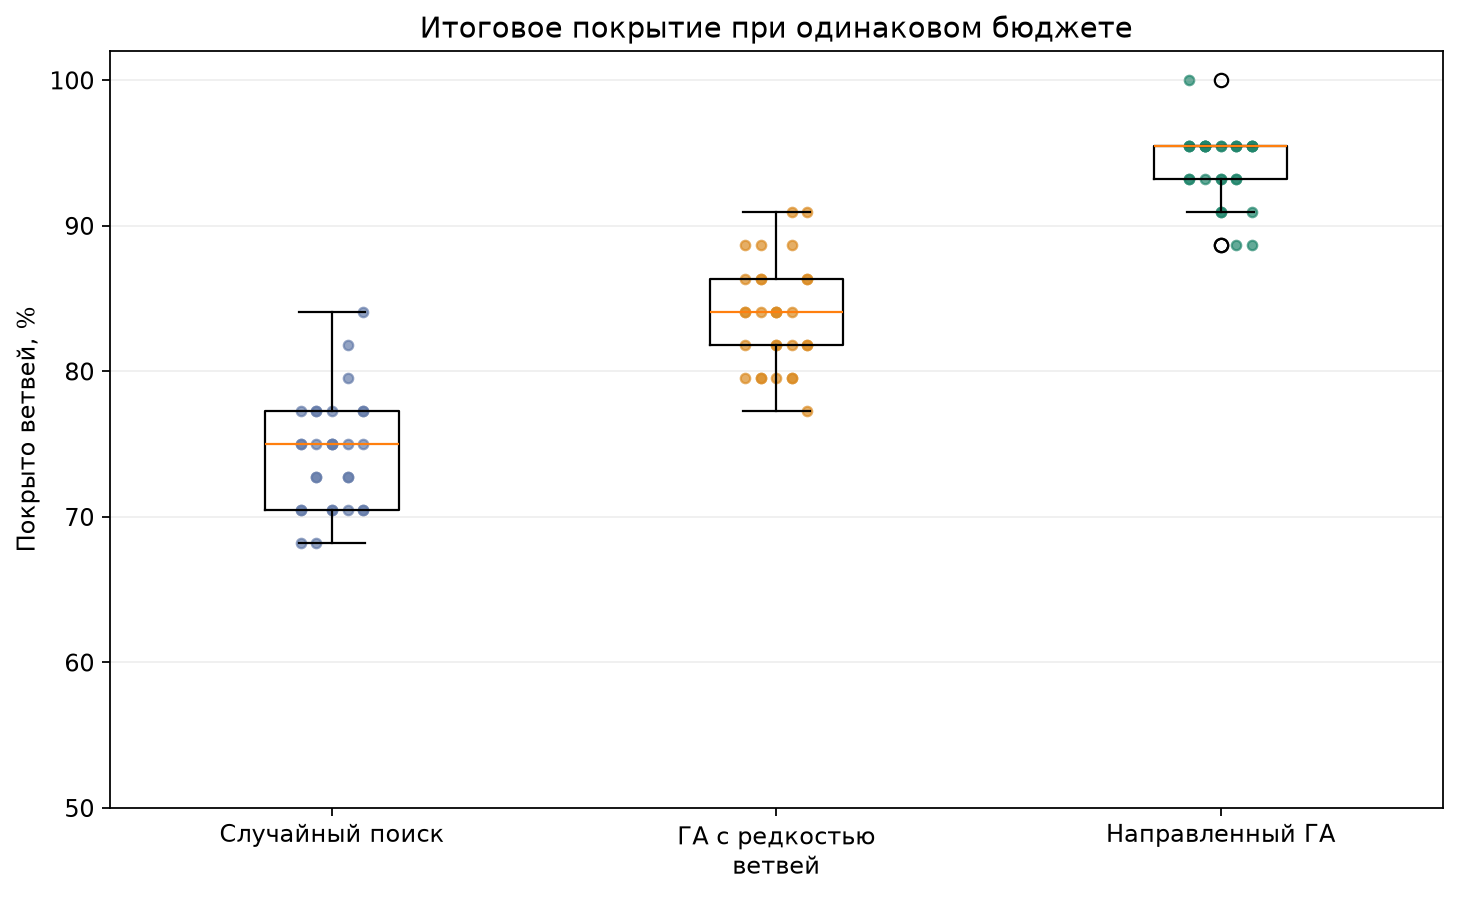 Итоговое покрытие при одинаковом бюджете
Покрыто ветвей, %
100
90
80
70
60
50
Случайный поиск
ГА с редкостью
ветвей
Направленный ГА